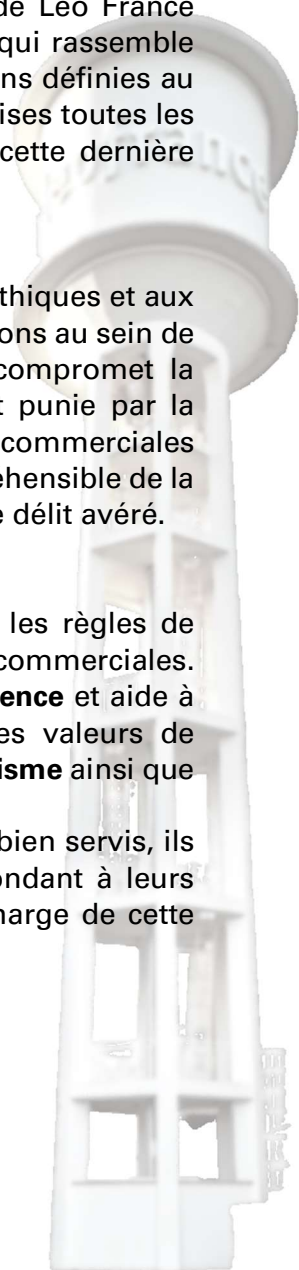 de Léo France
qui rassemble
ns définies au
ises toutes les
cette dernière
thiques et aux
ons au sein de
compromet la
t punie par la
commerciales
éhensible de la
e délit avéré.
les règles de
commerciales.
ence et aide à
es valeurs de
isme ainsi que
bien servis, ils
ondant à leurs
harge de cette